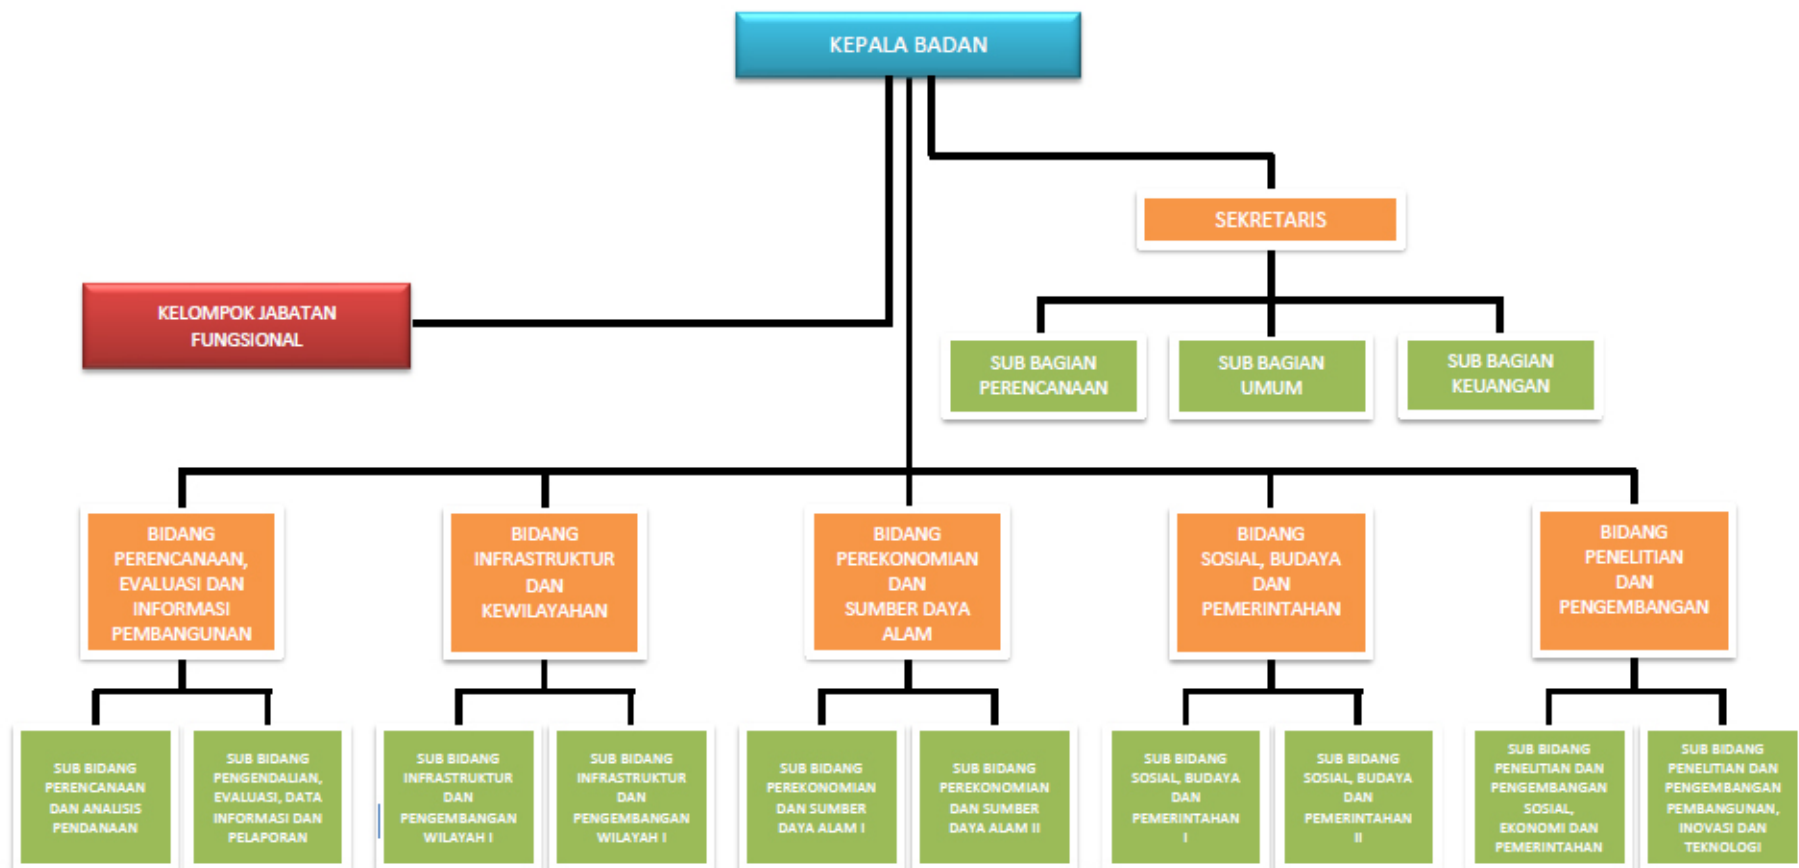 KEPALA BADAN
SEKRETARIS
KELOMPOK JABATAN
FUNGSIONAL
SUB BAGIAN
PERENCANAAN
SUB BAGIAN
UMUM
SUB BAGIAN
KEUANGAN
BIDANG
PERENCANAAN,
EVALUASI DAN
INFORMASI
PEMBANGUNAN
BIDANG
INFRASTRUKTUR
DAN
KEWILAYAHAN
BIDANG
PEREKONOMIAN
DAN
SUMBER DAYA
ALAM
BIDANG
SOSIAL, BUDAYA
DAN
PEMERINTAHAN
BIDANG
PENELITIAN
DAN
PENGEMBANGAN
SUB BIDANG
PERENCANAAN
DAN ANALISIS
PENDANAAN
SUB BIDANG
PENGENDALIAN,
EVALUASI, DATA
INFORMASI DAN
PELAPORAN
SUB BIDANG
INFRASTRUKTUR
DAN
PENGEMBANGAN
WILAYAH I
SUB BIDANG
INFRASTRUKTUR
DAN
PENGEMBANGAN
WILAYAH I
SUB BIDANG
PEREKONOMIAN
DAN SUMBER
DAYA ALAM I
SUB BIDANG
PEREKONOMIAN
DAN SUMBER
DAYA ALAM II
SUB BIDANG
SOSIAL, BUDAYA
DAN
PEMERINTAHAN
I
SUB BIDANG
SOSIAL, BUDAYA
DAN
PEMERINTAHAN
II
SUB BIDANG
PENELITIAN DAN
PENGEMBANGAN
SOSIAL,
EKONOMI DAN
PEMERINTAHAN
SUB BIDANG
PENELITIAN DAN
PENGEMBANGAN
PEMBANGUNAN,
INOVASI DAN
TEKNOLOGI